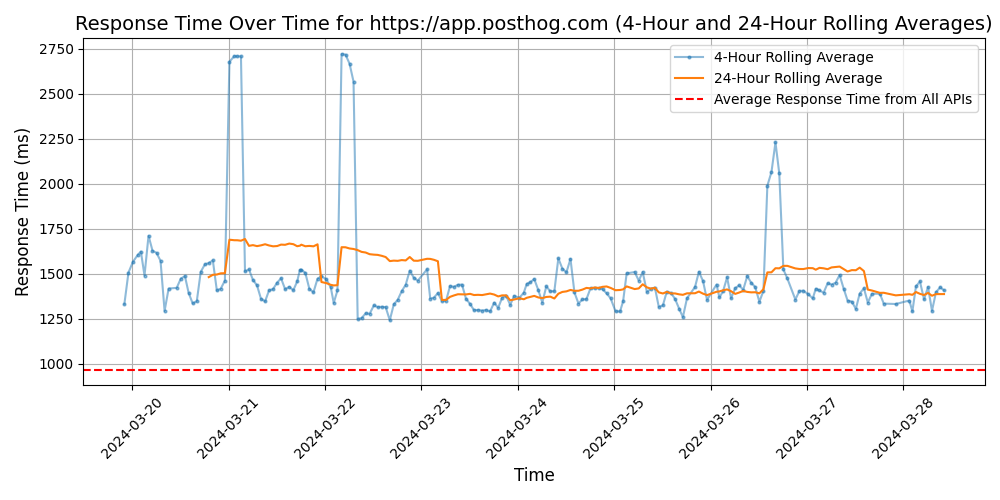 Response Time Over Time for https://app.posthog.com (4-Hour and 24-Hour Rolling Averages)
4-Hour Rolling Average
24-Hour Rolling Average
Average Response Time from All APIs
Response Time (ms)
2750
2500
2250
2000
1750
1500
1250
1000
2024-03-20
2024-03-21
2024-03-22
2024-03-23
2024-03-24
2024-03-25
2024-03-26
2024-03-27
2024-03-28
Time